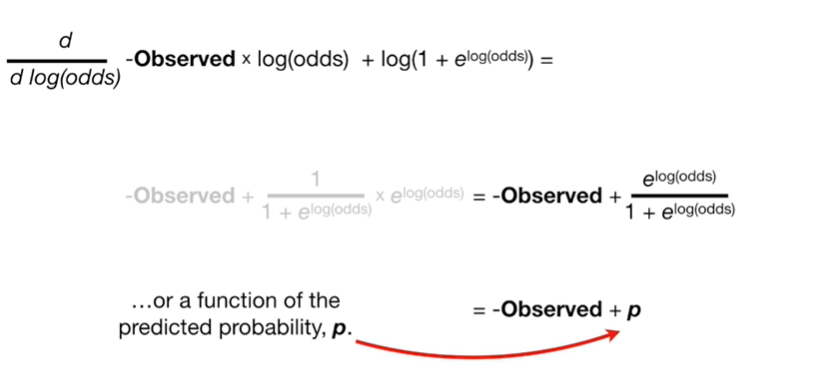 d
d log(odds)
-Observed × log(odds) + log(1 + e^log(odds)) =
-Observed + 1 / (1 + e^log(odds)) × e^log(odds) = -Observed + e^log(odds) / (1 + e^log(odds))
…or a function of the
predicted probability, p.
= -Observed + p